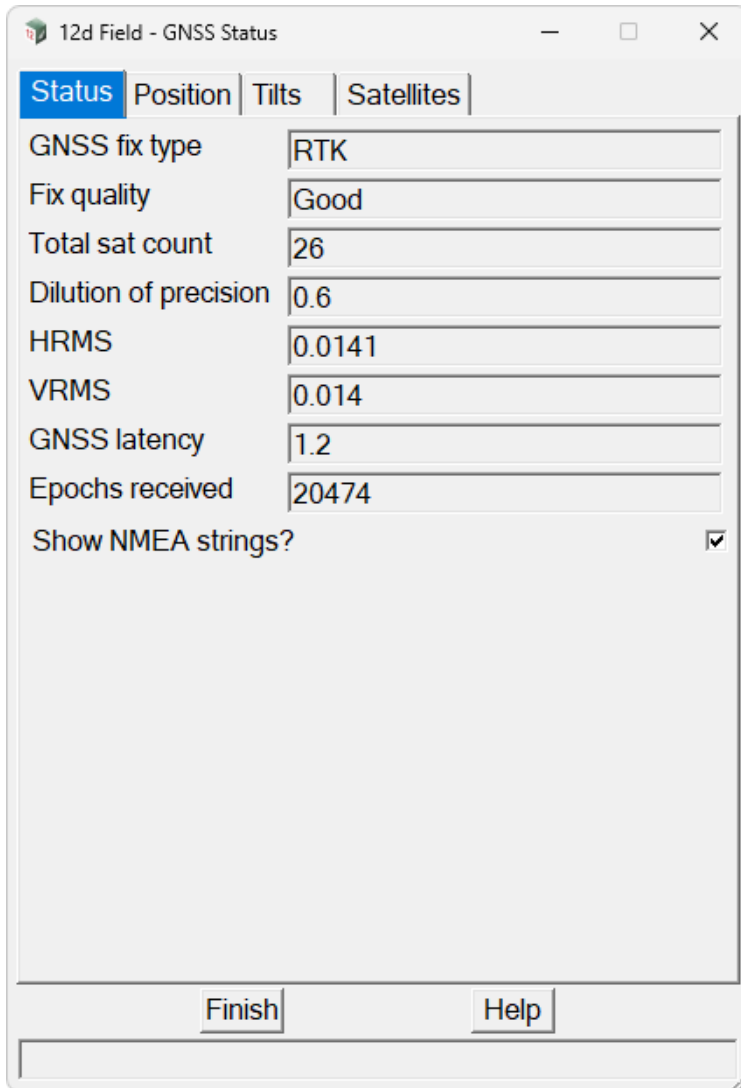 12d Field - GNSS Status
Status Position Tilts Satellites
GNSS fix type RTK
Fix quality Good
Total sat count 26
Dilution of precision 0.6
HRMS 0.0141
VRMS 0.014
GNSS latency 1.2
Epochs received 20474
Show NMEA strings?
Finish Help